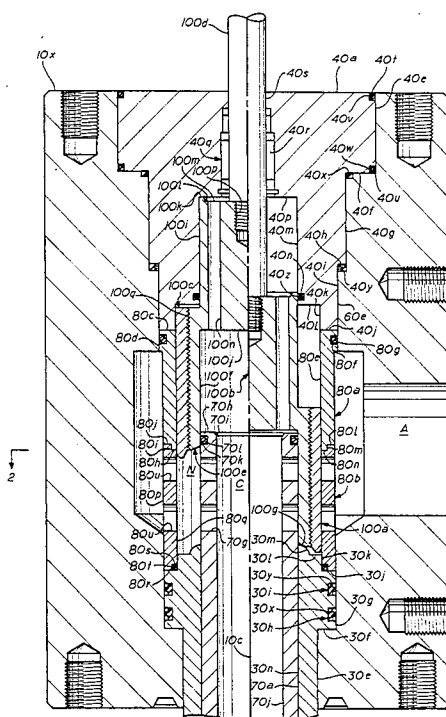 100d
10x
40a
40s
40t
40e
40v
40q
40r
100m
100p
100l
100k
100i
40w
40x
40u
40f
40p
40m
40g
40n
40h
40i
40z
40k
40y
100q
100c
80c
80d
100n
100j
100f
100b
70h
70i
40L
80e
60e
40j
80g
80f
80a
80j
80i
80h
80u
80p
N
70l
70k
100e
C
80l
80m
80n
80b
A
2
80u
80s
80t
80r
80q
70g
100g
30m
30l
100a
30k
30j
30y
30i
30x
30h
30g
30f
10c
30n
70a
70j
30e